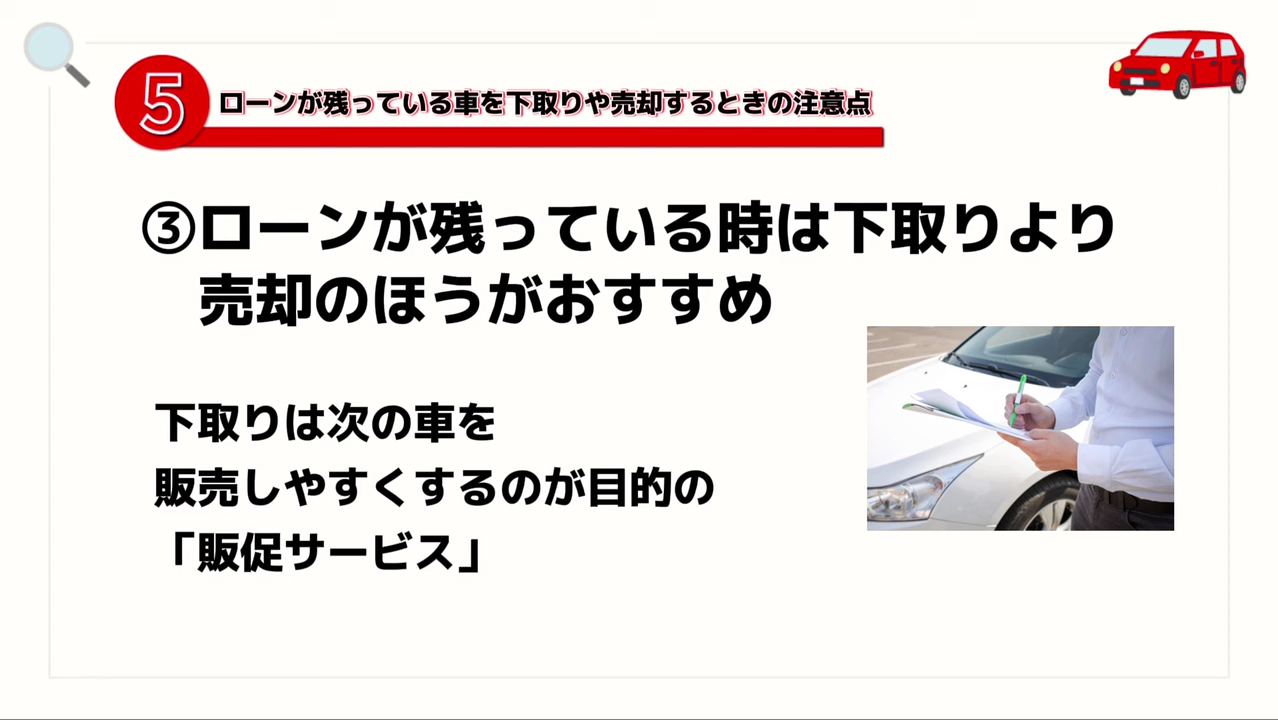 5
ローンが残っている車を下取りや売却するときの注意点
③ローンが残っている時は下取りより
売却のほうがおすすめ
下取りは次の車を
販売しやすくするのが目的の
「販促サービス」